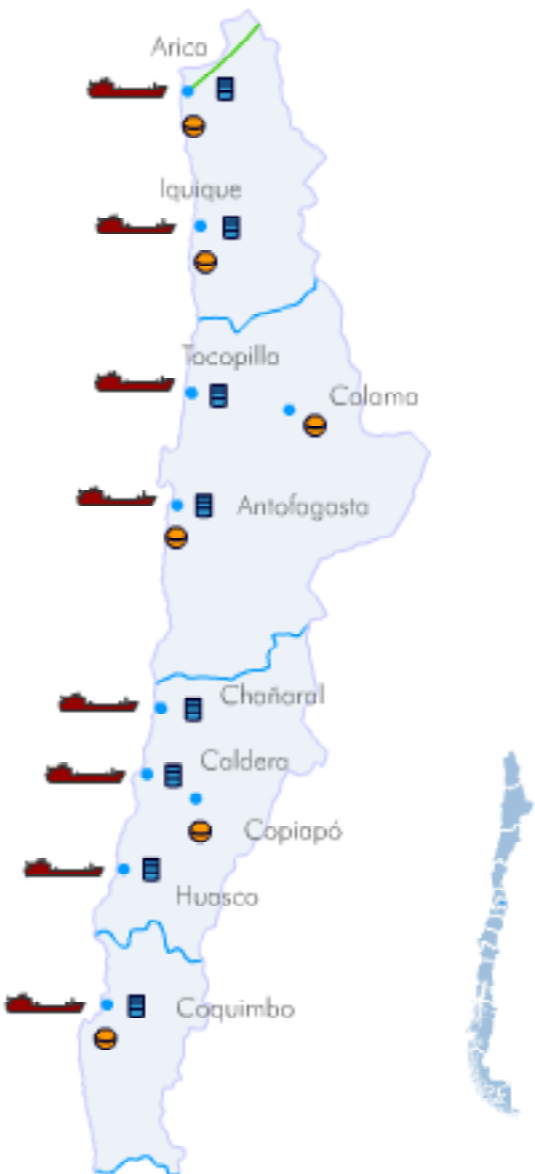 Arica
Iquique
Tocopilla
Calama
Antofagasta
Chañaral
Caldera
Copiapó
Huasco
Coquimbo